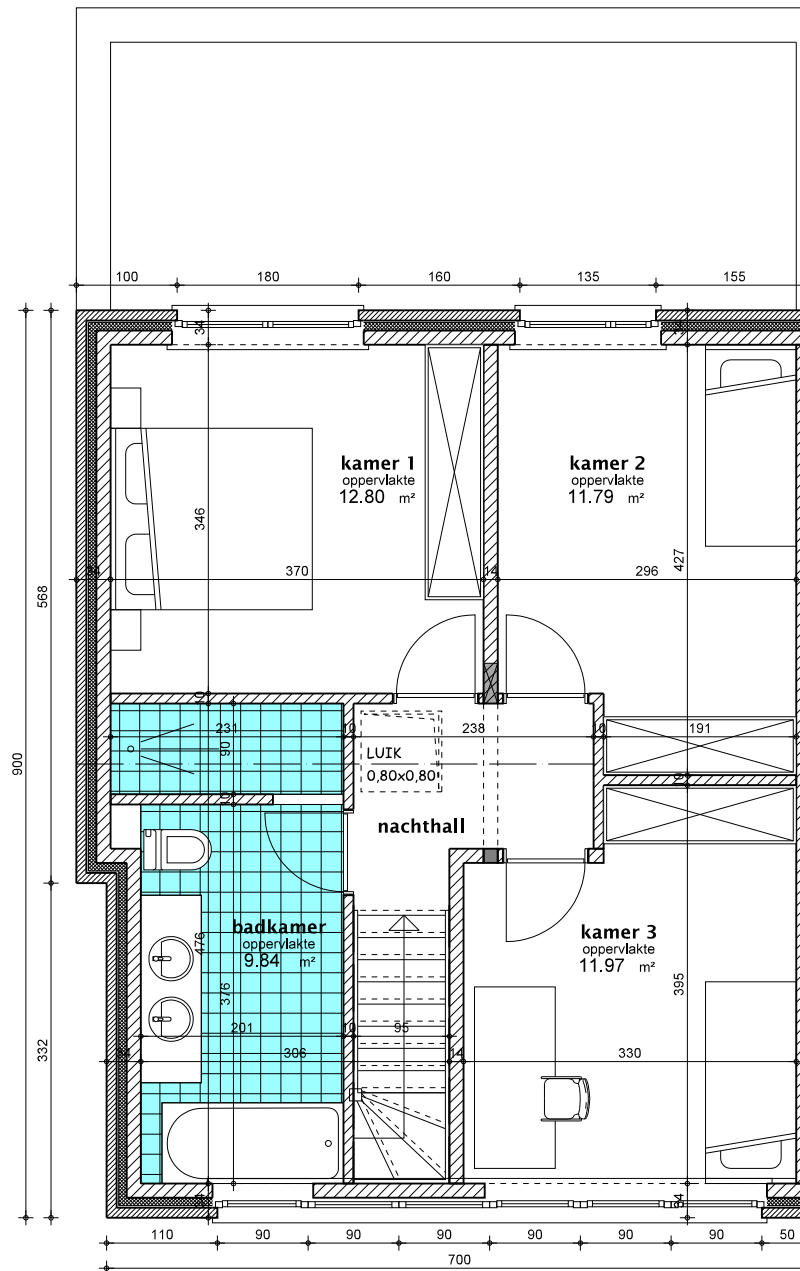 100 180 160 135 155
34 14
kamer 1
oppervlakte
12.80 m²
kamer 2
oppervlakte
11.79 m²
346
427
34 370 14 296
568
900
10
231 10 238 10 191
90
LUIK
0,80x0,80
10
10
nachthall
badkamer
oppervlakte
9.84 m²
kamer 3
oppervlakte
11.97 m²
476
376
395
201 10 95
332
34 306 14 330
34 34
110 90 90 90 90 90 90 50
700